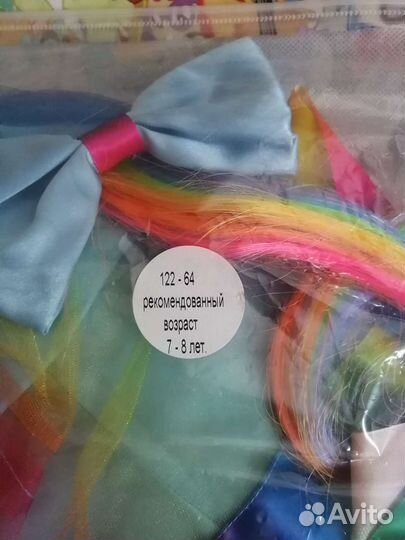 122 - 64
рекомендованный
возраст
7 - 8 лет.
Avito